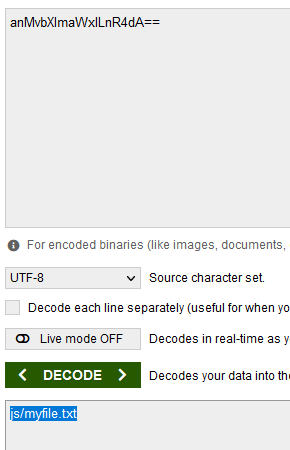 anMvbXlmaWxlLnR4dA==
For encoded binaries (like images, documents,
UTF-8
Source character set.
Decode each line separately (useful for when yo
Live mode OFF
Decodes in real-time as y
DECODE
Decodes your data into the
js/myfile.txt